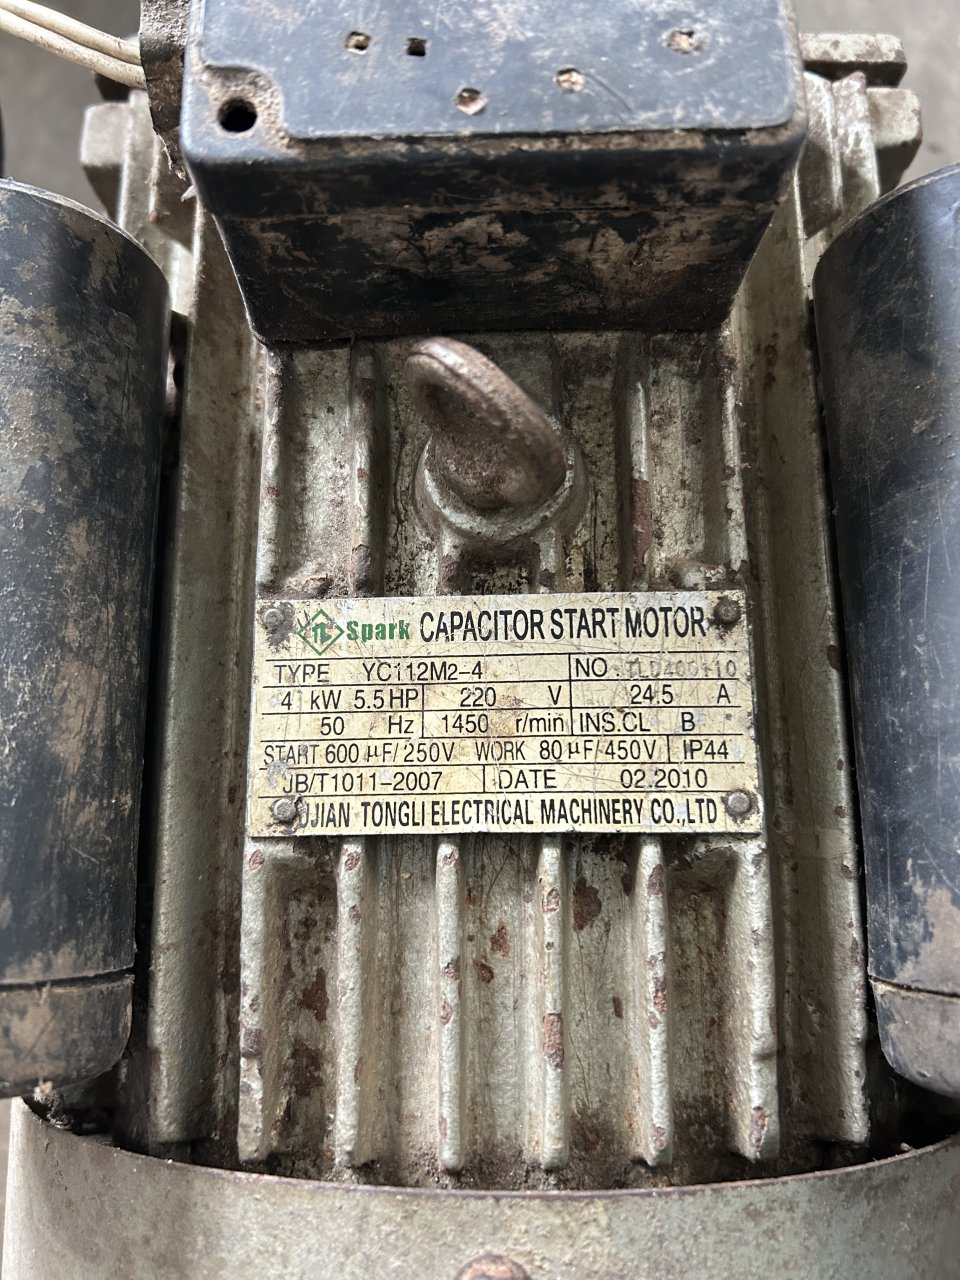 TL Spark CAPACITOR START MOTOR
TYPE YC112M2-4 NO
4 kW 5.5HP 220 V 24.5 A
50 Hz 1450 r/min INS.CL B
START 600 µF/250V WORK 80 µF/450V IP44
JB/T1011-2007 DATE 02.2010
TONGLI ELECTRICAL MACHINERY CO.,LTD